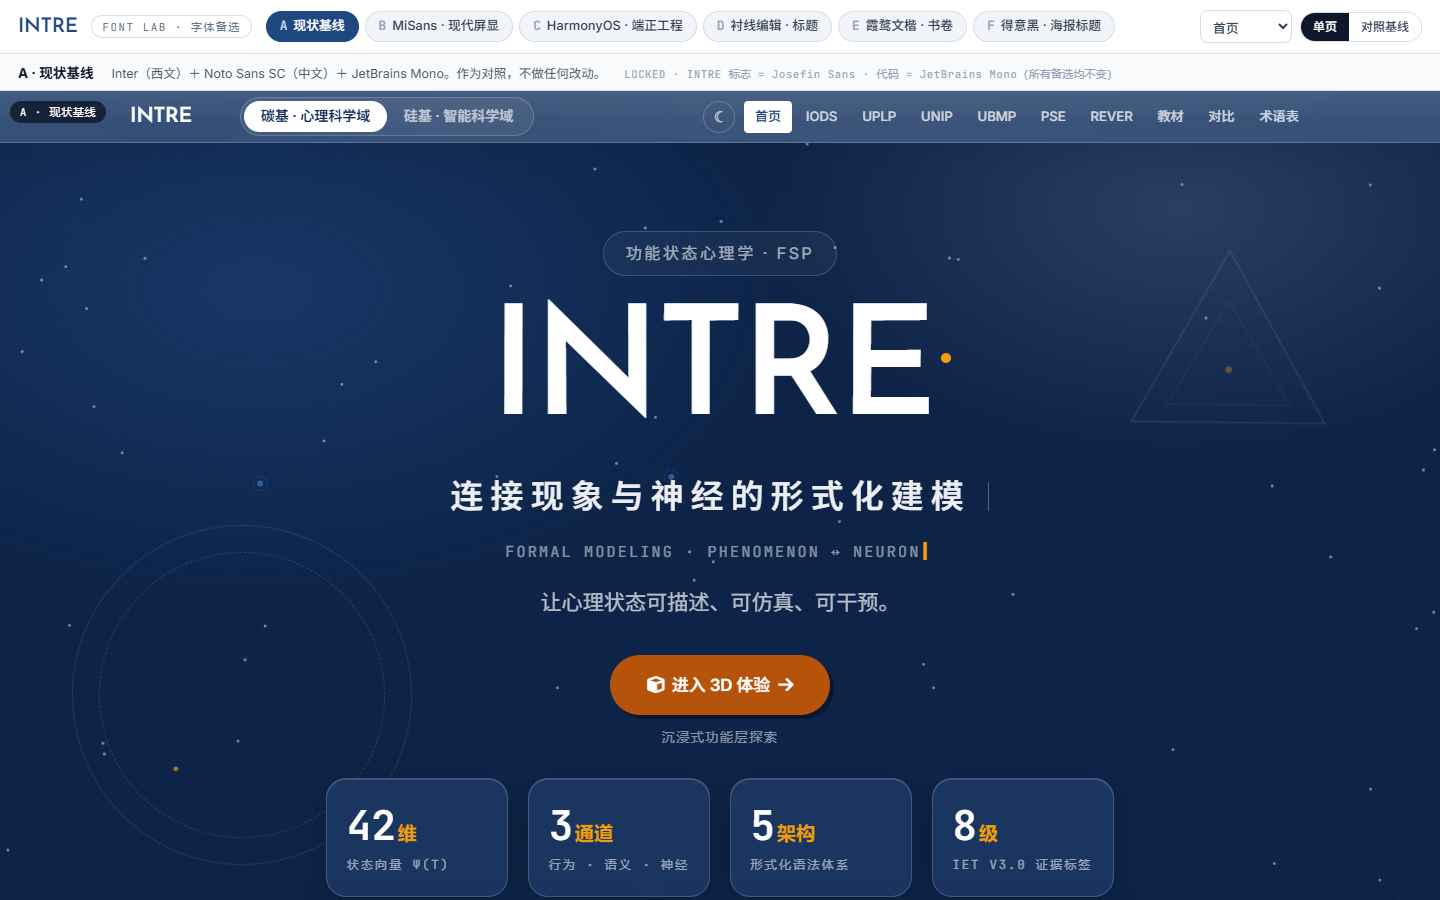 INTRE FONT LAB · 字体备选 A 现状基线 B MiSans · 现代屏显 C HarmonyOS · 端正工程 D 衬线编辑 · 标题 E 霞鹜文楷 · 书卷 F 得意黑 · 海报标题 首页 单页 对照基线
A · 现状基线 Inter（西文）＋ Noto Sans SC（中文）＋ JetBrains Mono。作为对照，不做任何改动。 LOCKED · INTRE 标志 = Josefin Sans · 代码 = JetBrains Mono (所有备选均不变)
A · 现状基线 INTRE 碳基 · 心理科学域 硅基 · 智能科学域 首页 IODS UPLP UNIP UBMP PSE REVER 教材 对比 术语表
功能状态心理学 · FSP
INTRE
连接现象与神经的形式化建模
FORMAL MODELING · PHENOMENON ↔ NEURON
让心理状态可描述、可仿真、可干预。
进入 3D 体验 →
沉浸式功能层探索
42维 3通道 5架构 8级
状态向量 Ψ(T) 行为 · 语义 · 神经 形式化语法体系 IET V3.0 证据标签